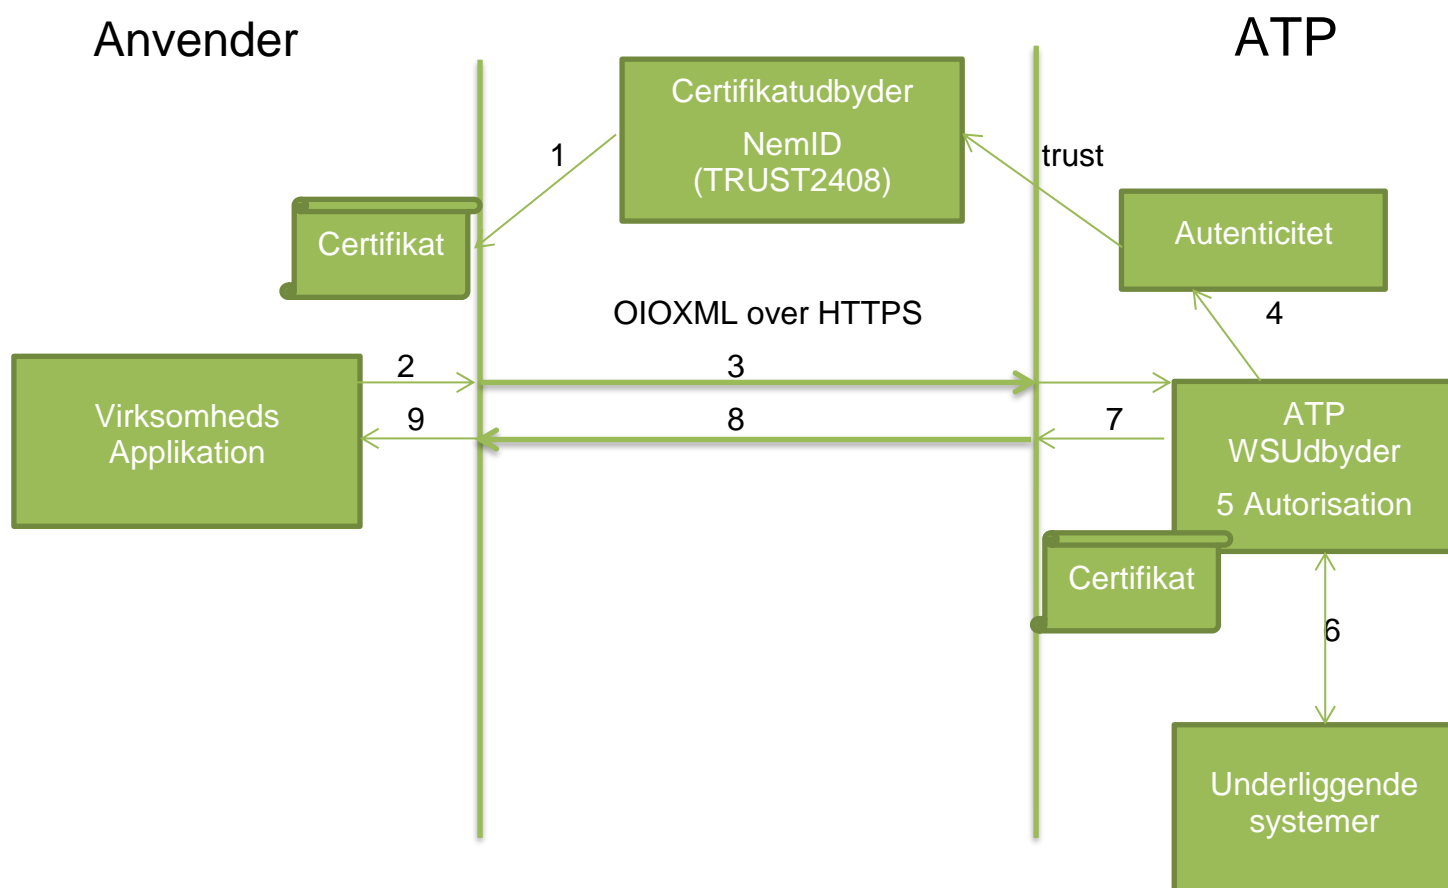 Anvender
ATP
Certifikatudbyder
NemID
(TRUST2408)
1
trust
Certifikat
Autenticitet
OIOXML over HTTPS
4
2
3
Virksomheds
Applikation
9
8
7
ATP
WSUdbyder
5 Autorisation
Certifikat
6
Underliggende
systemer